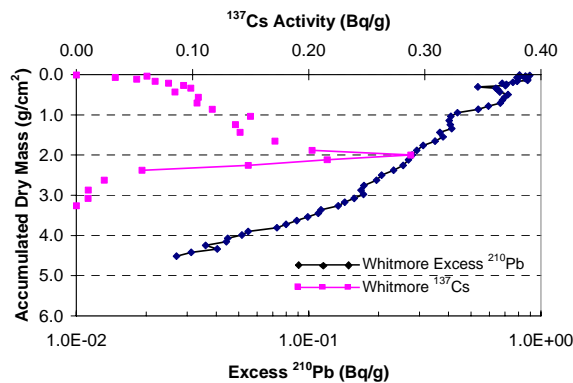 ¹³⁷Cs Activity (Bq/g)
0.00 0.10 0.20 0.30 0.40
Accumulated Dry Mass (g/cm²)
0.0
1.0
2.0
3.0
4.0
5.0
6.0
Whitmore Excess ²¹⁰Pb
Whitmore ¹³⁷Cs
1.0E-02 1.0E-01 1.0E+00
Excess ²¹⁰Pb (Bq/g)